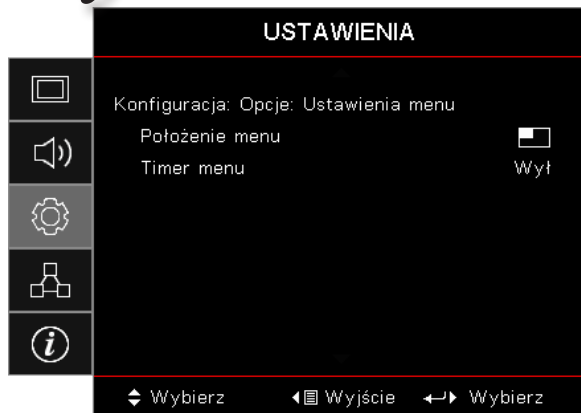 USTAWIENIA
Konfiguracja: Opcje: Ustawienia menu
Położenie menu
Timer menu Wył
Wybierz Wyjście Wybierz